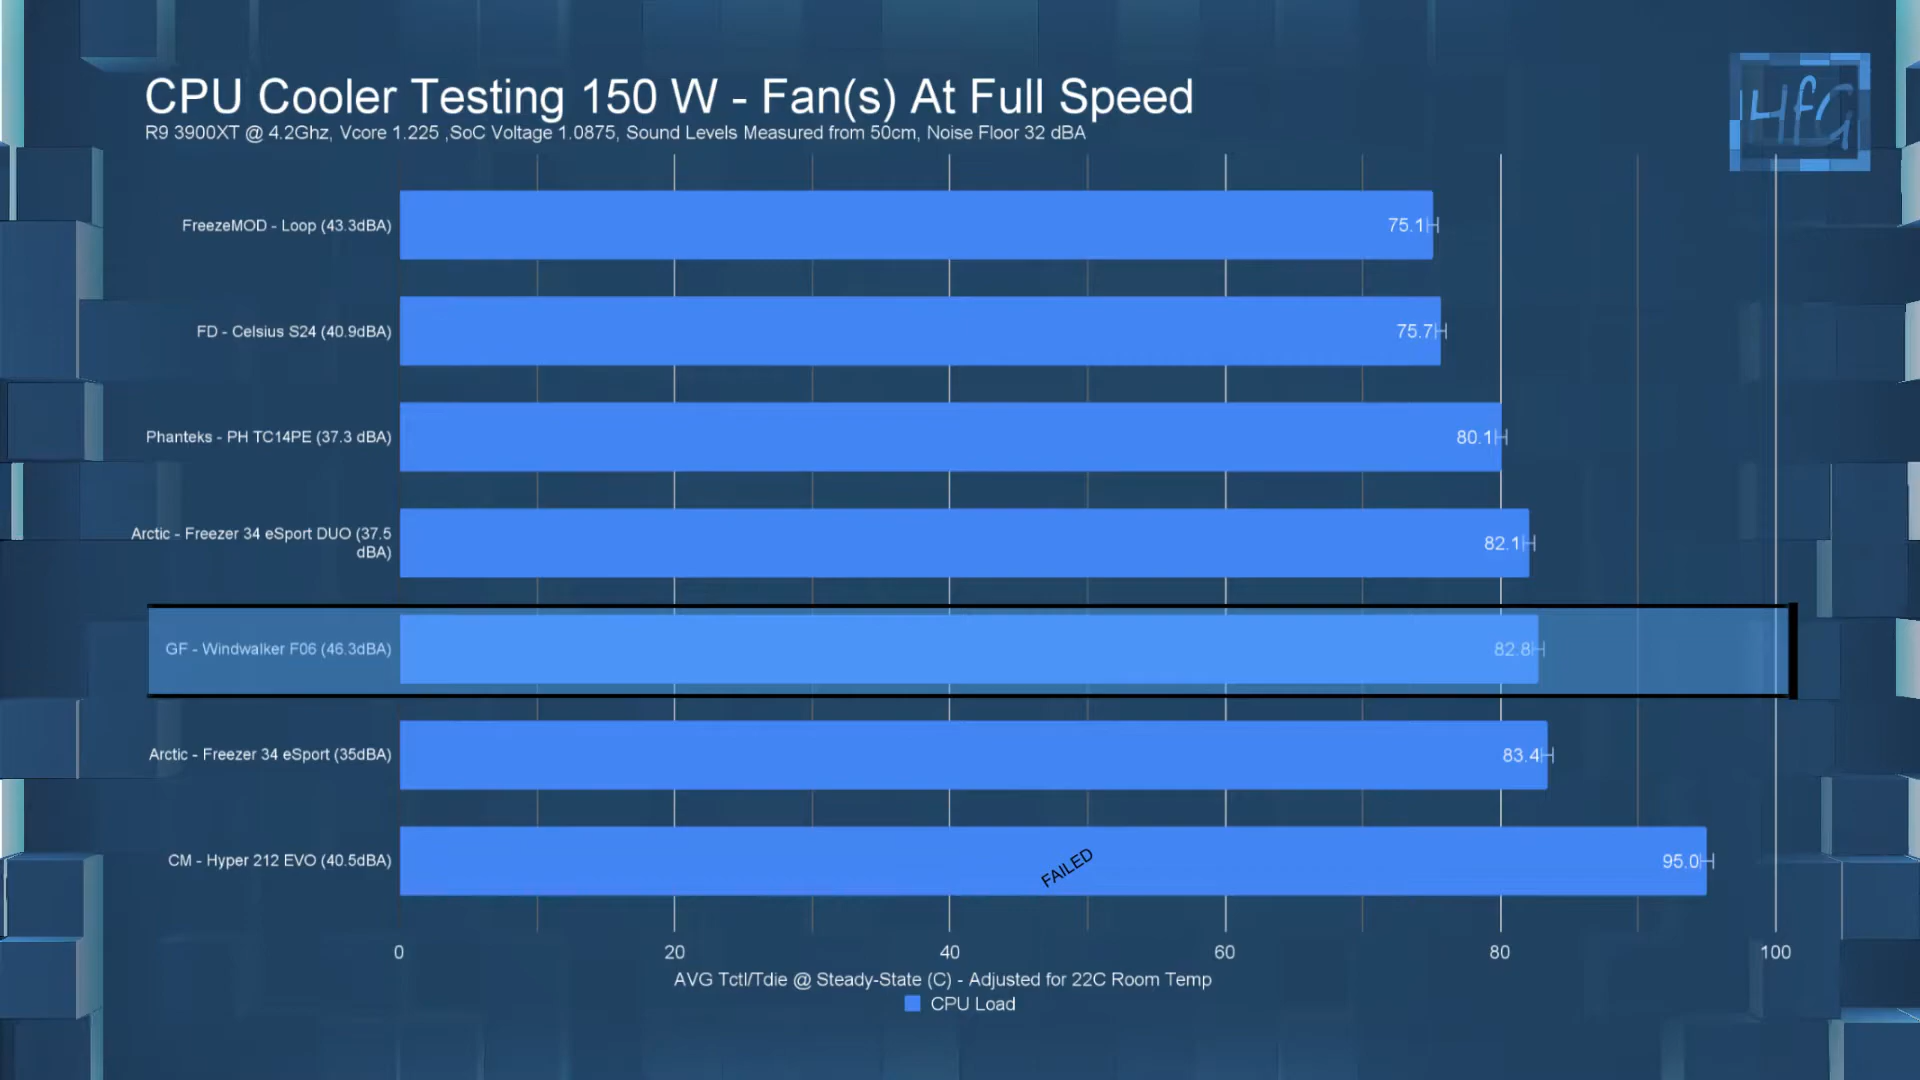 CPU Cooler Testing 150 W - Fan(s) At Full Speed
R9 3900XT @ 4.2Ghz, Vcore 1.225 ,SoC Voltage 1.0875, Sound Levels Measured from 50cm, Noise Floor 32 dBA
HfG
FreezeMOD - Loop (43.3dBA)
75.1
FD - Celsius S24 (40.9dBA)
75.7
Phanteks - PH TC14PE (37.3 dBA)
80.1
Arctic - Freezer 34 eSport DUO (37.5
dBA)
82.1
GF - Windwalker F06 (46.3dBA)
82.8
Arctic - Freezer 34 eSport (35dBA)
83.4
CM - Hyper 212 EVO (40.5dBA)
FAILED
95.0
0 20 40 60 80 100
AVG Tctl/Tdie @ Steady-State (C) - Adjusted for 22C Room Temp
CPU Load